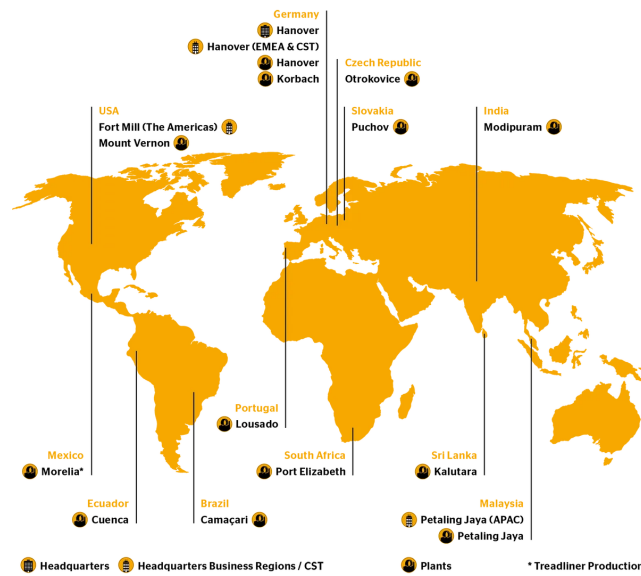 Germany
Hanover
Hanover (EMEA & CST)
Hanover
Korbach
Czech Republic
Otrokovice
USA
Fort Mill (The Americas)
Mount Vernon
Slovakia
Puchov
India
Modipuram
Portugal
Lousado
Mexico
Morelia*
South Africa
Port Elizabeth
Sri Lanka
Kalutara
Ecuador
Cuenca
Brazil
Camaçari
Malaysia
Petaling Jaya (APAC)
Petaling Jaya
Headquarters
Headquarters Business Regions / CST
Plants
* Treadliner Production